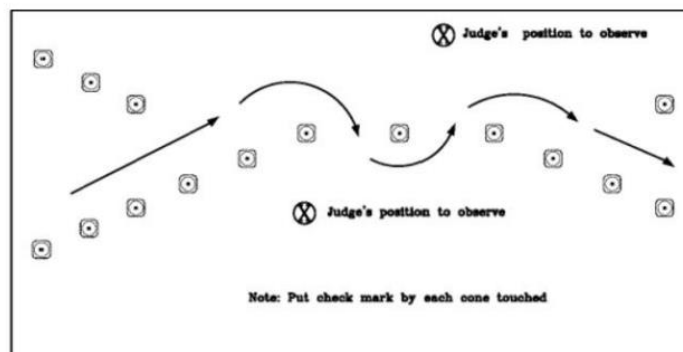 Judge's position to observe
Judge's position to observe
Note: Put check mark by each cone touched